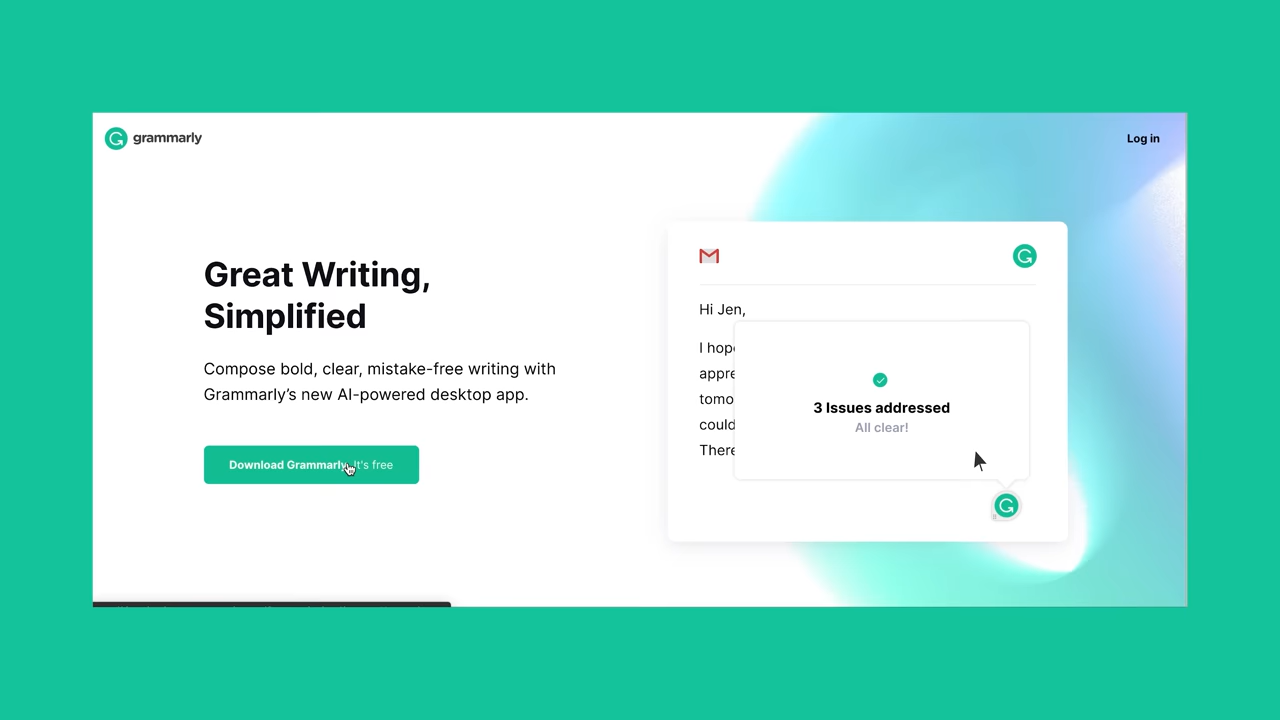 grammarly
Log in
Great Writing,
Simplified
Compose bold, clear, mistake-free writing with
Grammarly's new AI-powered desktop app.
Download Grammarly It's free
Hi Jen,
I hope
appre
tomo
could
There
3 Issues addressed
All clear!